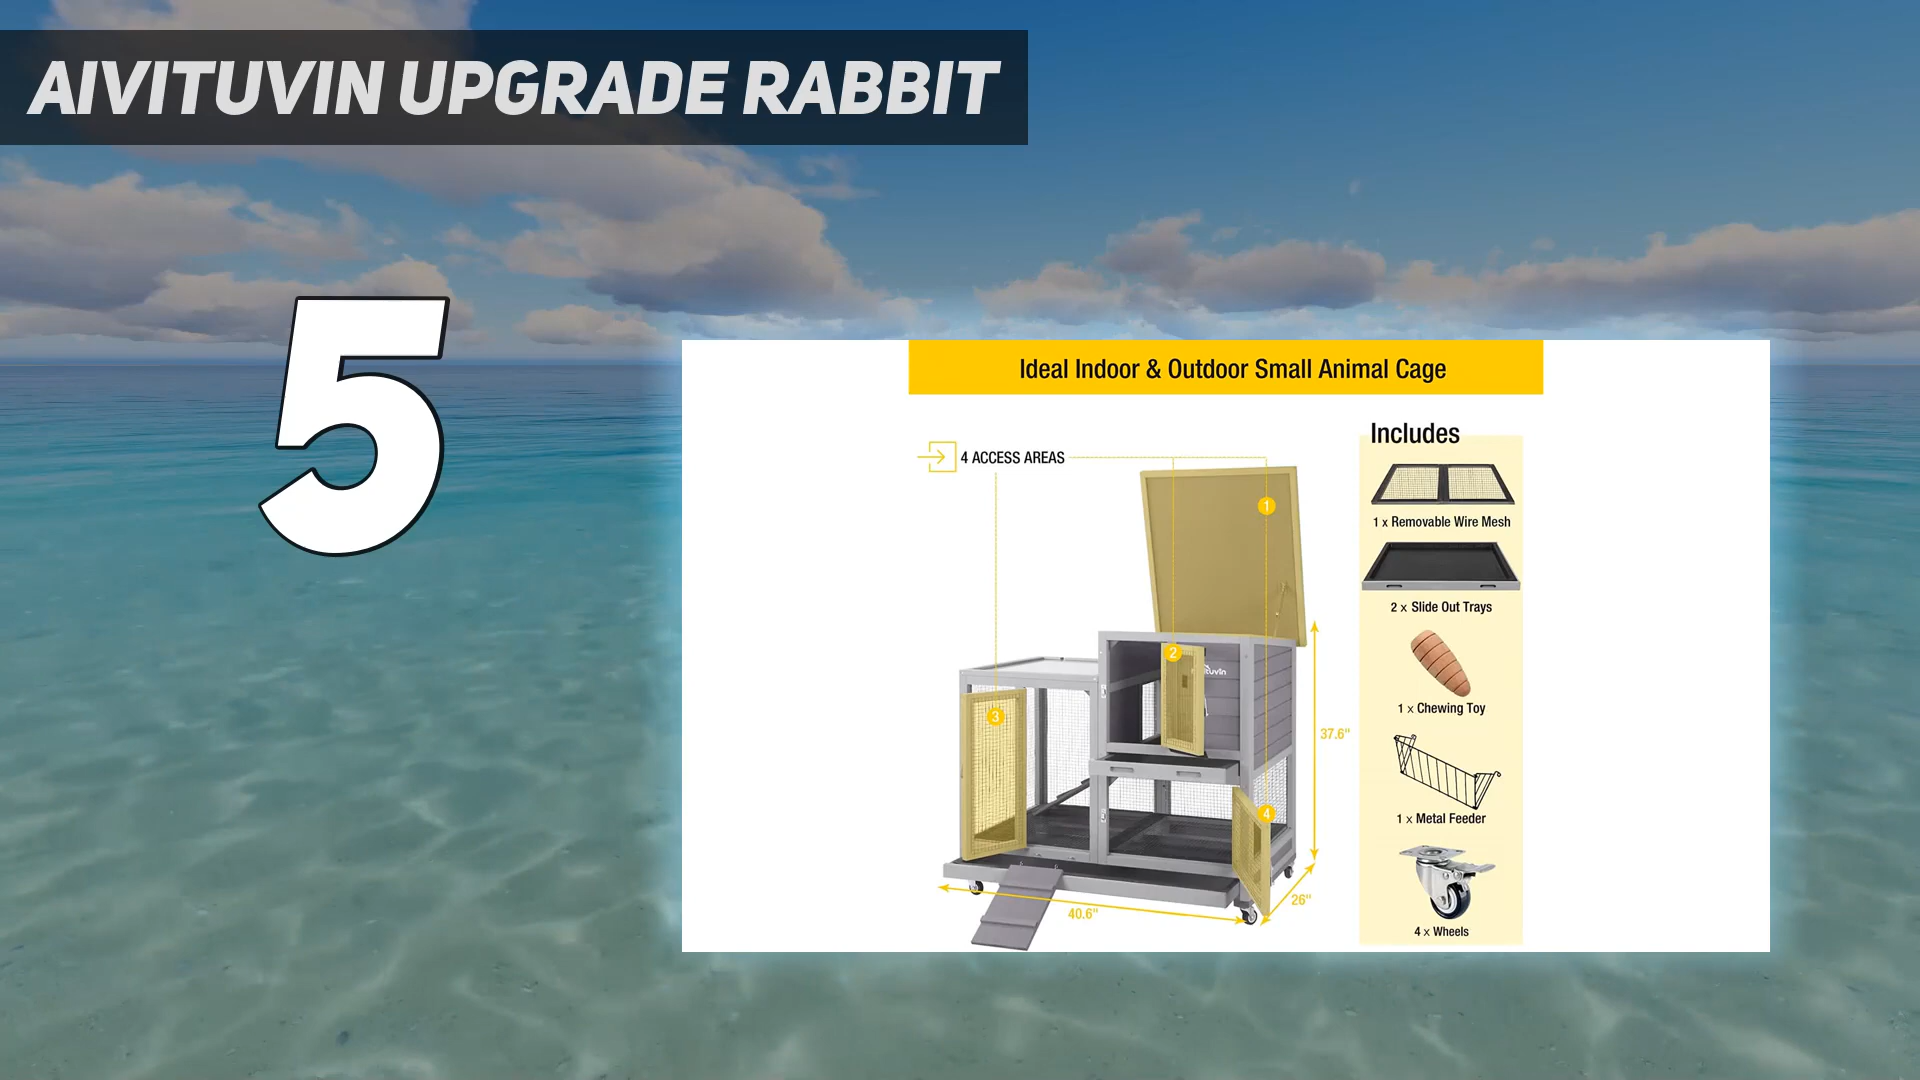 AIVITUVIN UPGRADE RABBIT
5
Ideal Indoor & Outdoor Small Animal Cage
Includes
4 ACCESS AREAS
1
1 x Removable Wire Mesh
2 x Slide Out Trays
2
tuvin
3
1 x Chewing Toy
37.6"
4
1 x Metal Feeder
26"
40.6"
4 x Wheels